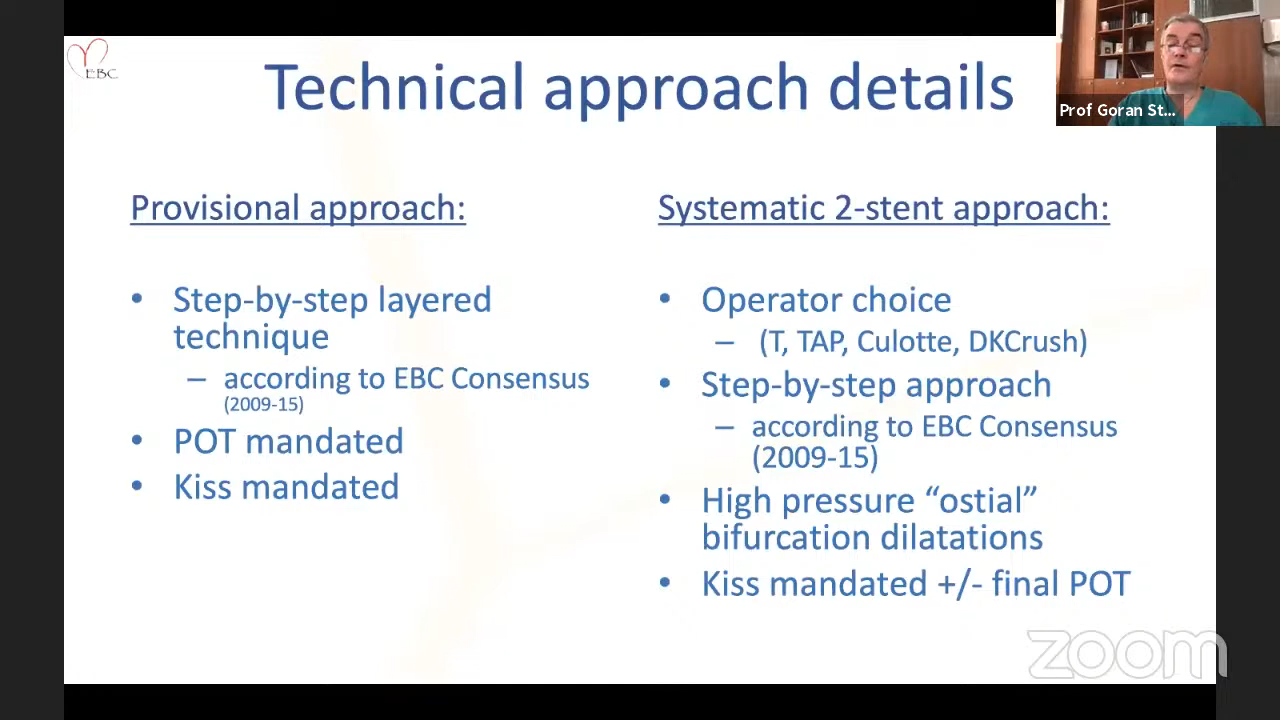 EBC
Technical approach details
Prof Goran St...
Provisional approach:
• Step-by-step layered
technique
– according to EBC Consensus
(2009-15)
• POT mandated
• Kiss mandated
Systematic 2-stent approach:
• Operator choice
– (T, TAP, Culotte, DKCrush)
• Step-by-step approach
– according to EBC Consensus
(2009-15)
• High pressure “ostial”
bifurcation dilatations
• Kiss mandated +/- final POT
zoom